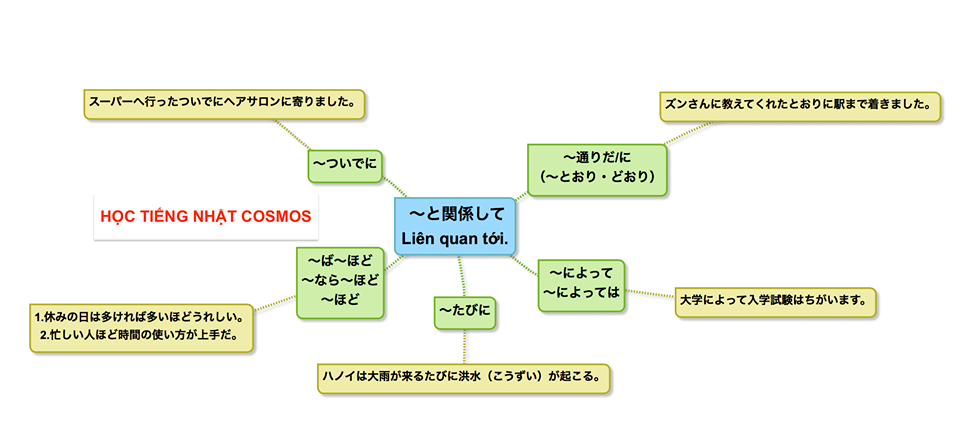 スーパーへ行ったついでにヘアサロンに寄りました。
ズンさんに教えてくれたとおりに駅まで着きました。
〜ついでに
〜通りだ/に
（〜とおり・どおり）
HỌC TIẾNG NHẬT COSMOS
〜と関係して
Liên quan tới.
〜ば〜ほど
〜なら〜ほど
〜ほど
〜によって
〜によっては
〜たびに
1.休みの日は多ければ多いほどうれしい。
2.忙しい人ほど時間の使い方が上手だ。
大学によって入学試験はちがいます。
ハノイは大雨が来るたびに洪水（こうずい）が起こる。